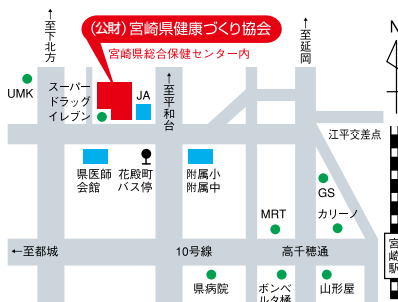 ↑至下北方
↑至延岡
N
(公財)宮崎県健康づくり協会
宮崎県総合保健センター内
UMK
スーパー
ドラッグ
イレブン
JA
↑至平和台
江平交差点
県医師
会館
花殿町
バス停
附属小
附属中
GS
MRT
カリーノ
←至都城
10号線
高千穂通
宮崎駅
県病院
ボンベ
ルタ橘
山形屋